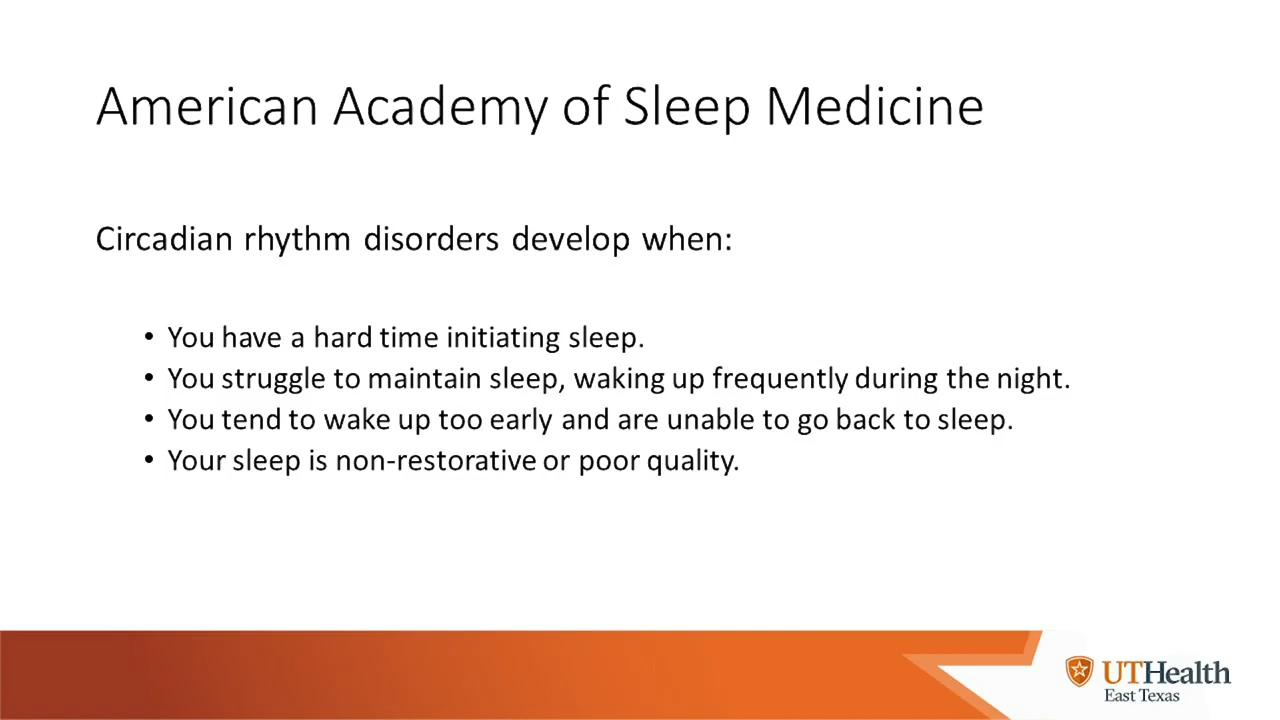 American Academy of Sleep Medicine
Circadian rhythm disorders develop when:
• You have a hard time initiating sleep.
• You struggle to maintain sleep, waking up frequently during the night.
• You tend to wake up too early and are unable to go back to sleep.
• Your sleep is non-restorative or poor quality.
UTHealth
East Texas